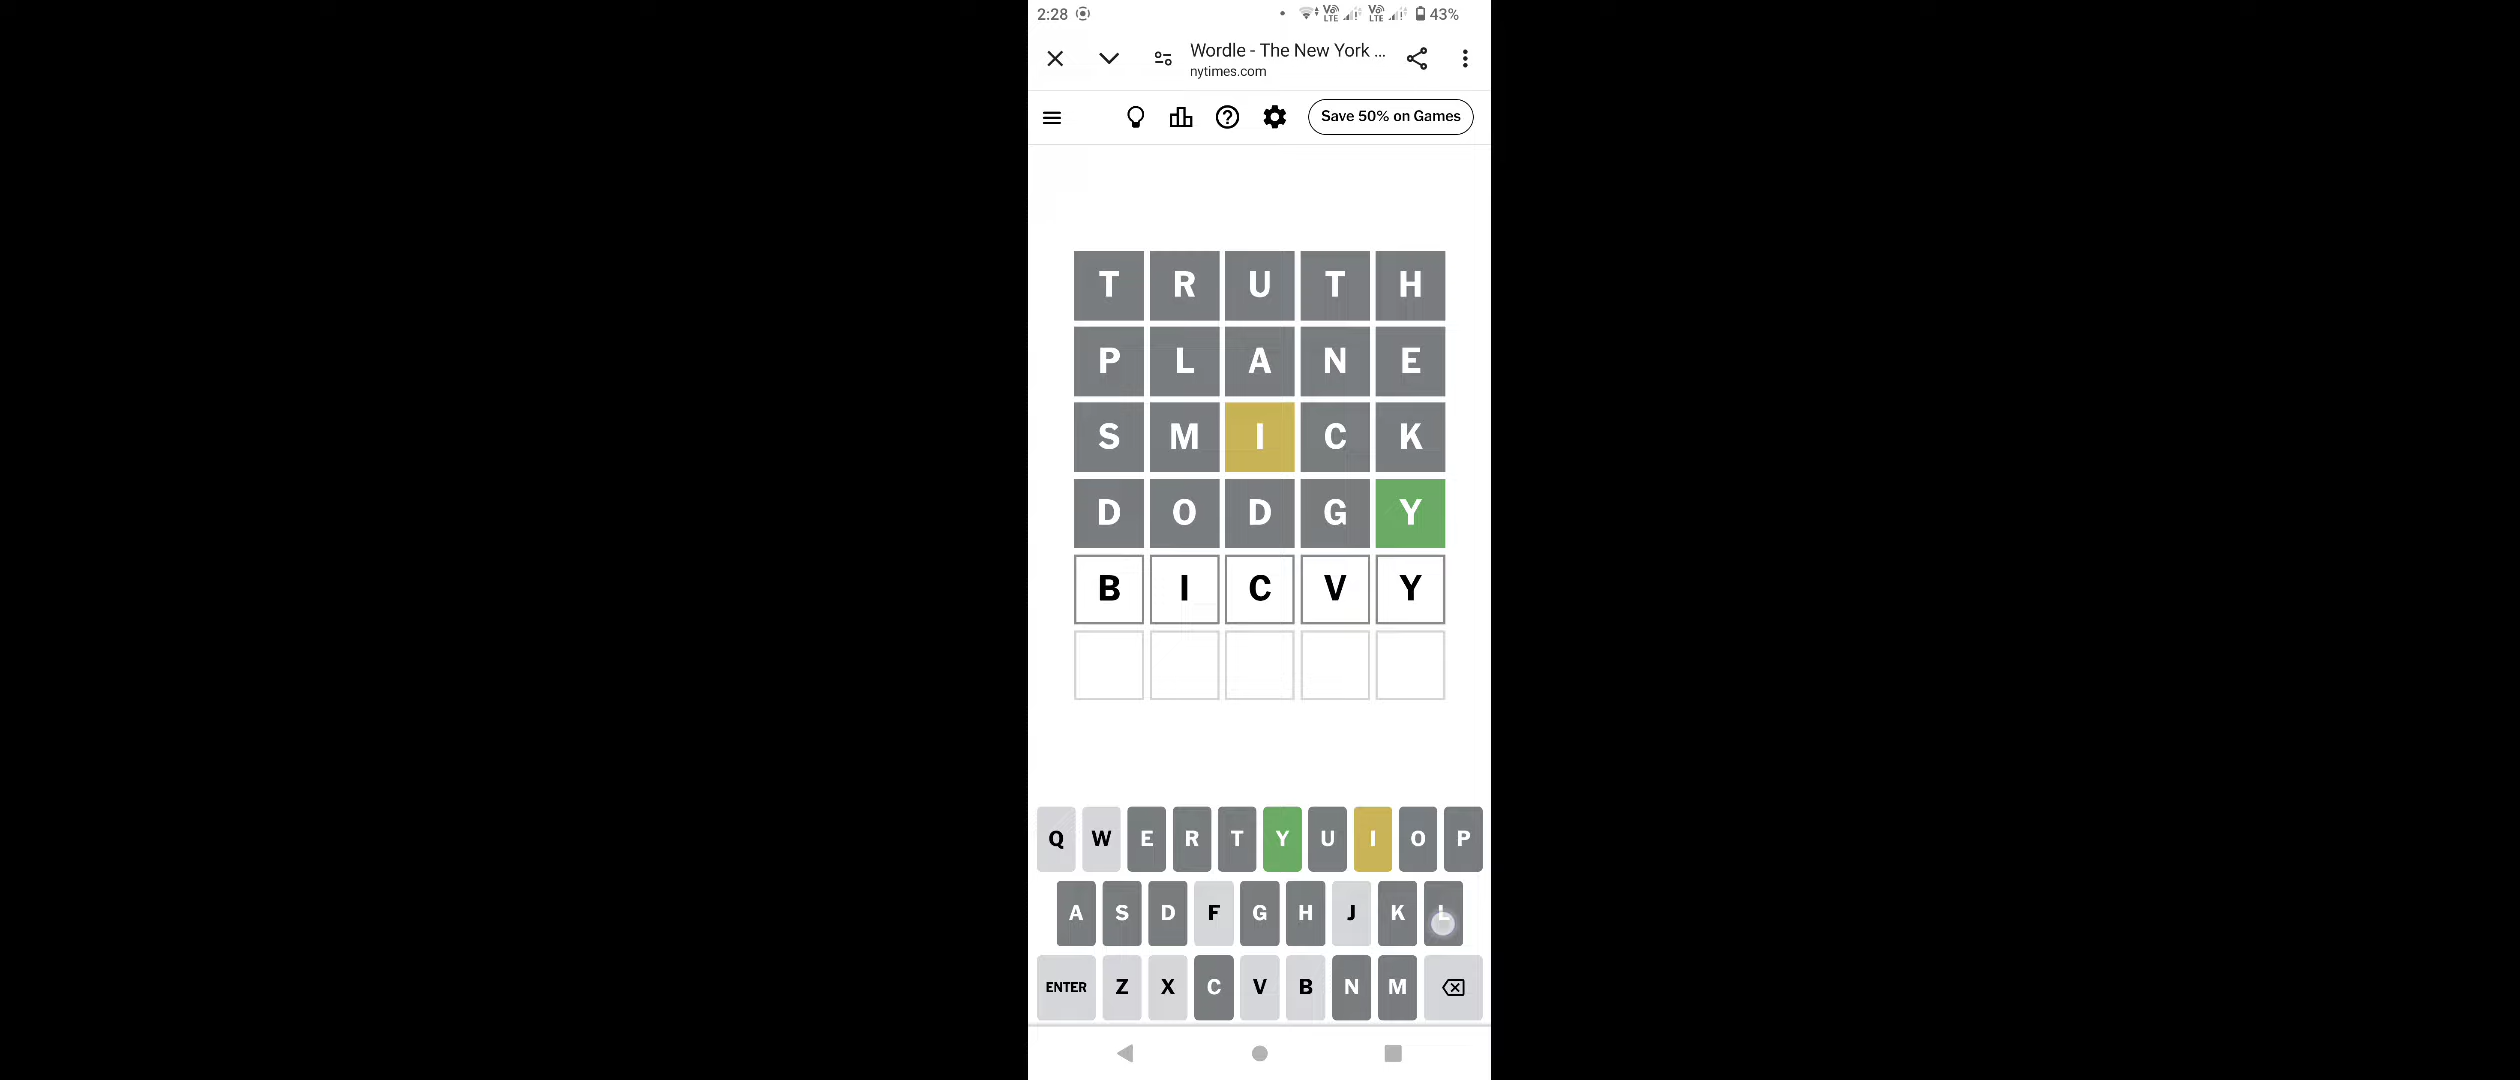 2:28 43%
Wordle - The New York ...
nytimes.com
Save 50% on Games
T R U T H
P L A N E
S M I C K
D O D G Y
B I C V Y
Q W E R T Y U I O P
A S D F G H J K L
ENTER Z X C V B N M